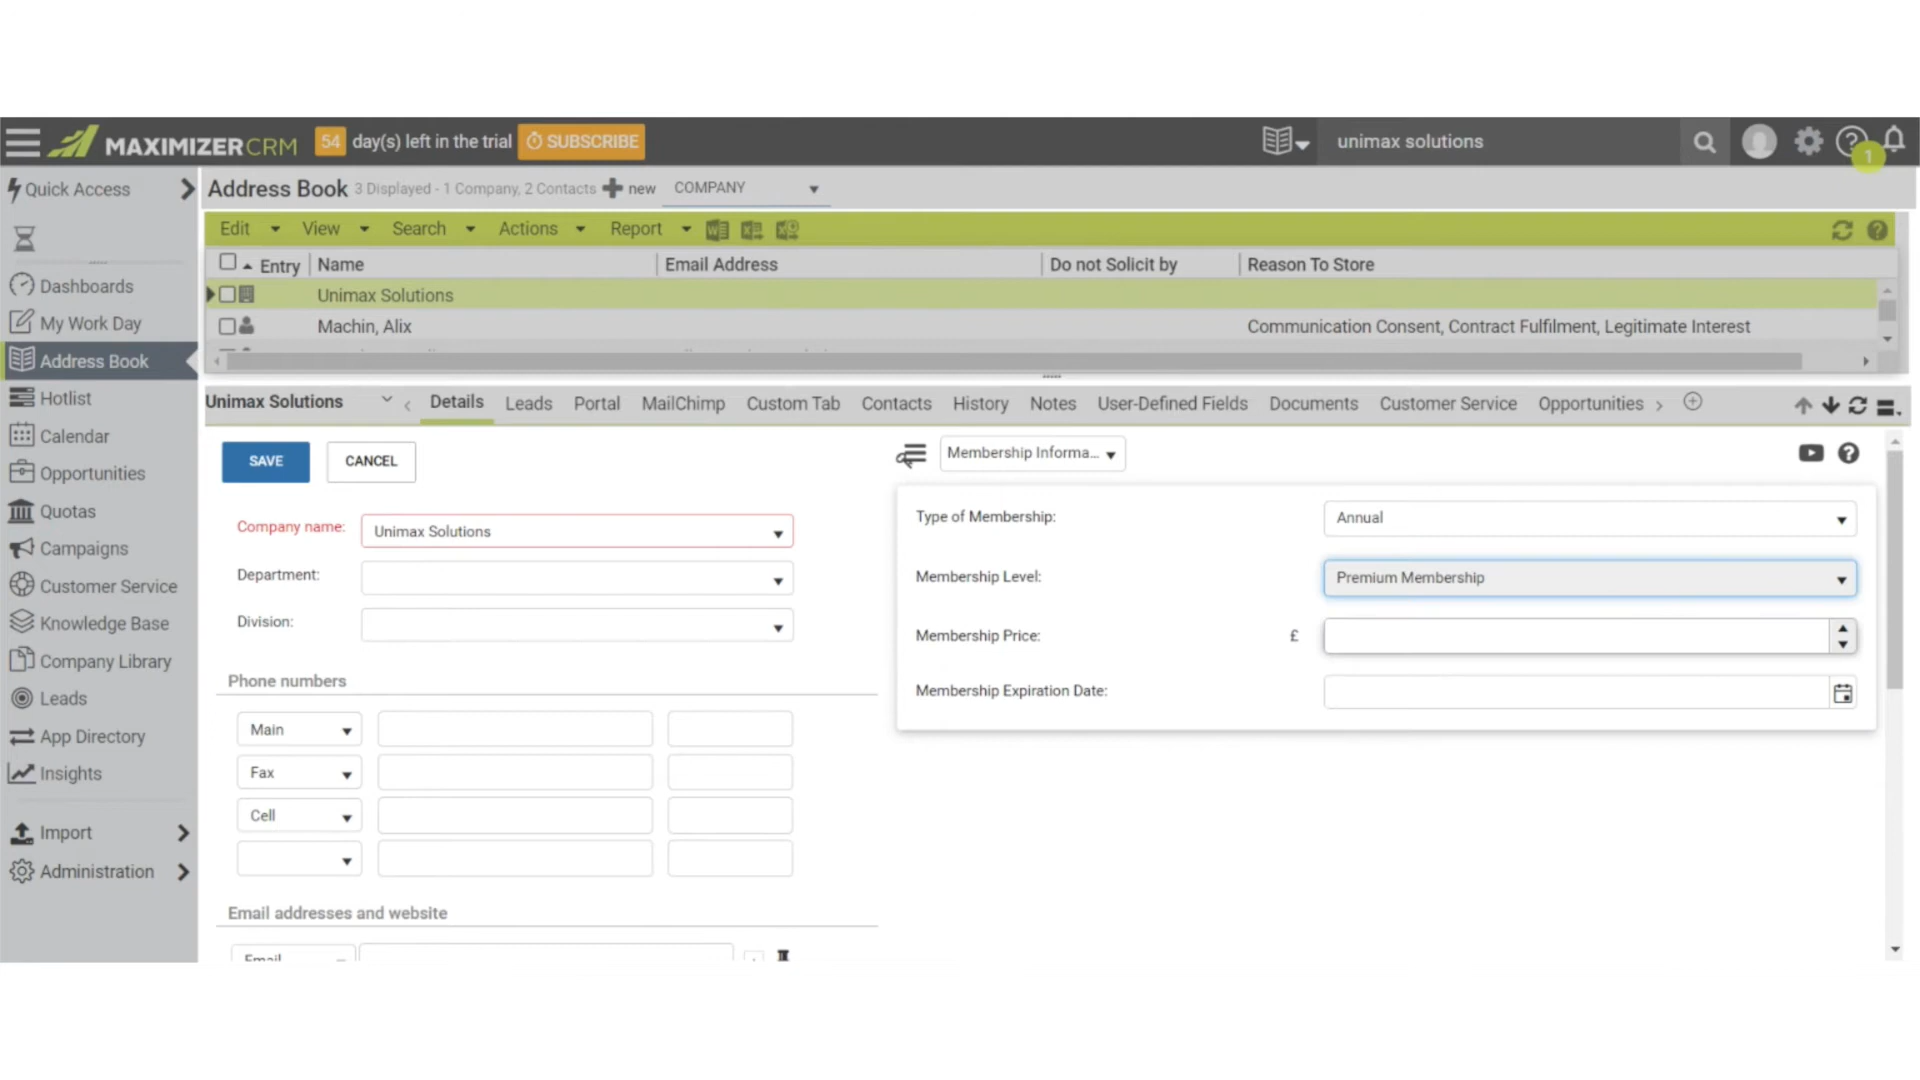 MAXIMIZERCRM 54 day(s) left in the trial SUBSCRIBE unimax solutions 1
Quick Access
Address Book 3 Displayed - 1 Company, 2 Contacts new COMPANY
Edit View Search Actions Report
Entry Name Email Address Do not Solicit by Reason To Store
Unimax Solutions
Machin, Alix Communication Consent, Contract Fulfilment, Legitimate Interest
Dashboards
My Work Day
Address Book
Hotlist
Calendar
Opportunities
Quotas
Campaigns
Customer Service
Knowledge Base
Company Library
Leads
App Directory
Insights
Import
Administration
Unimax Solutions Details Leads Portal MailChimp Custom Tab Contacts History Notes User-Defined Fields Documents Customer Service Opportunities
SAVE CANCEL
Company name: Unimax Solutions
Department:
Division:
Phone numbers
Main
Fax
Cell
Email addresses and website
Email
Membership Informa...
Type of Membership: Annual
Membership Level: Premium Membership
Membership Price: £
Membership Expiration Date: